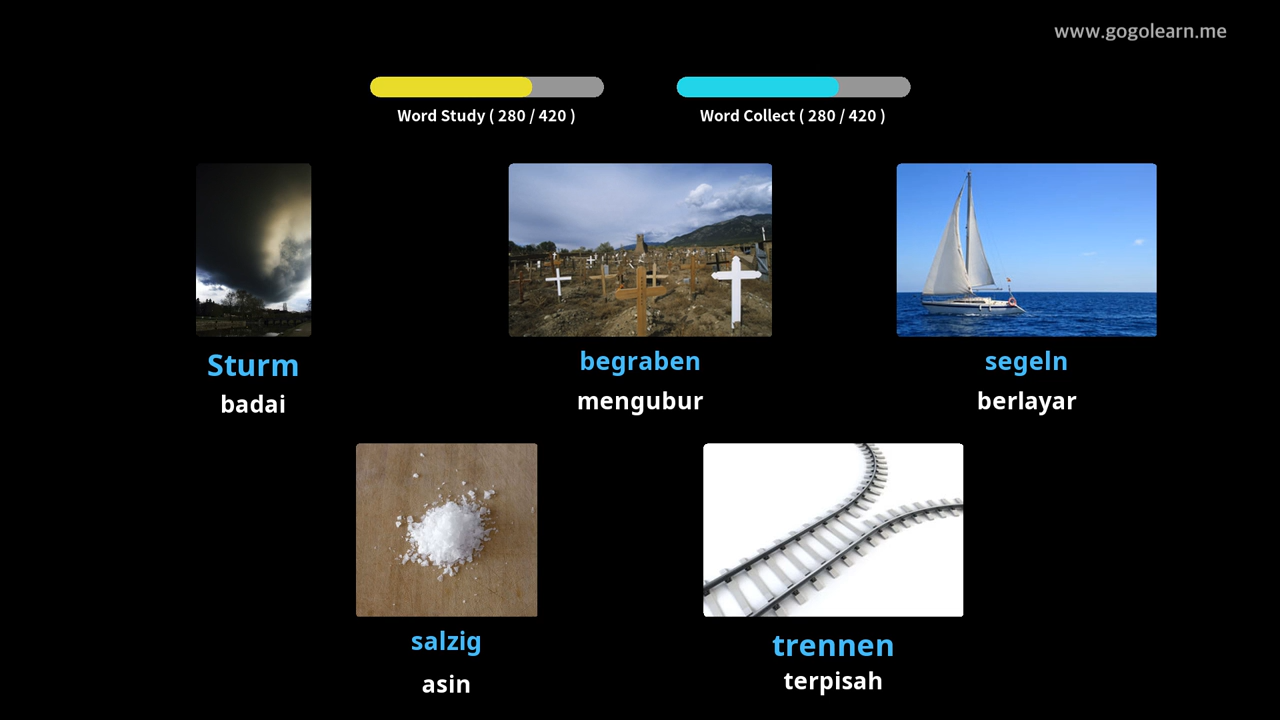 www.gogolearn.me
Word Study ( 280 / 420 )
Word Collect ( 280 / 420 )
Sturm
badai
begraben
mengubur
segeln
berlayar
salzig
asin
trennen
terpisah